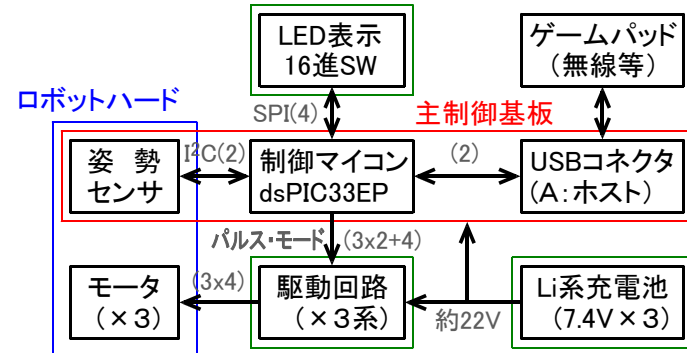 LED表示
16進SW
ゲームパッド
（無線等）
ロボットハード
SPI(4)
主制御基板
姿 勢
センサ
I²C(2)
制御マイコン
dsPIC33EP
(2)
USBコネクタ
(A:ホスト)
パルス・モード
(3x2+4)
モータ
（×３）
(3x4)
駆動回路
（×３系）
約22V
Li系充電池
(7.4V×３)